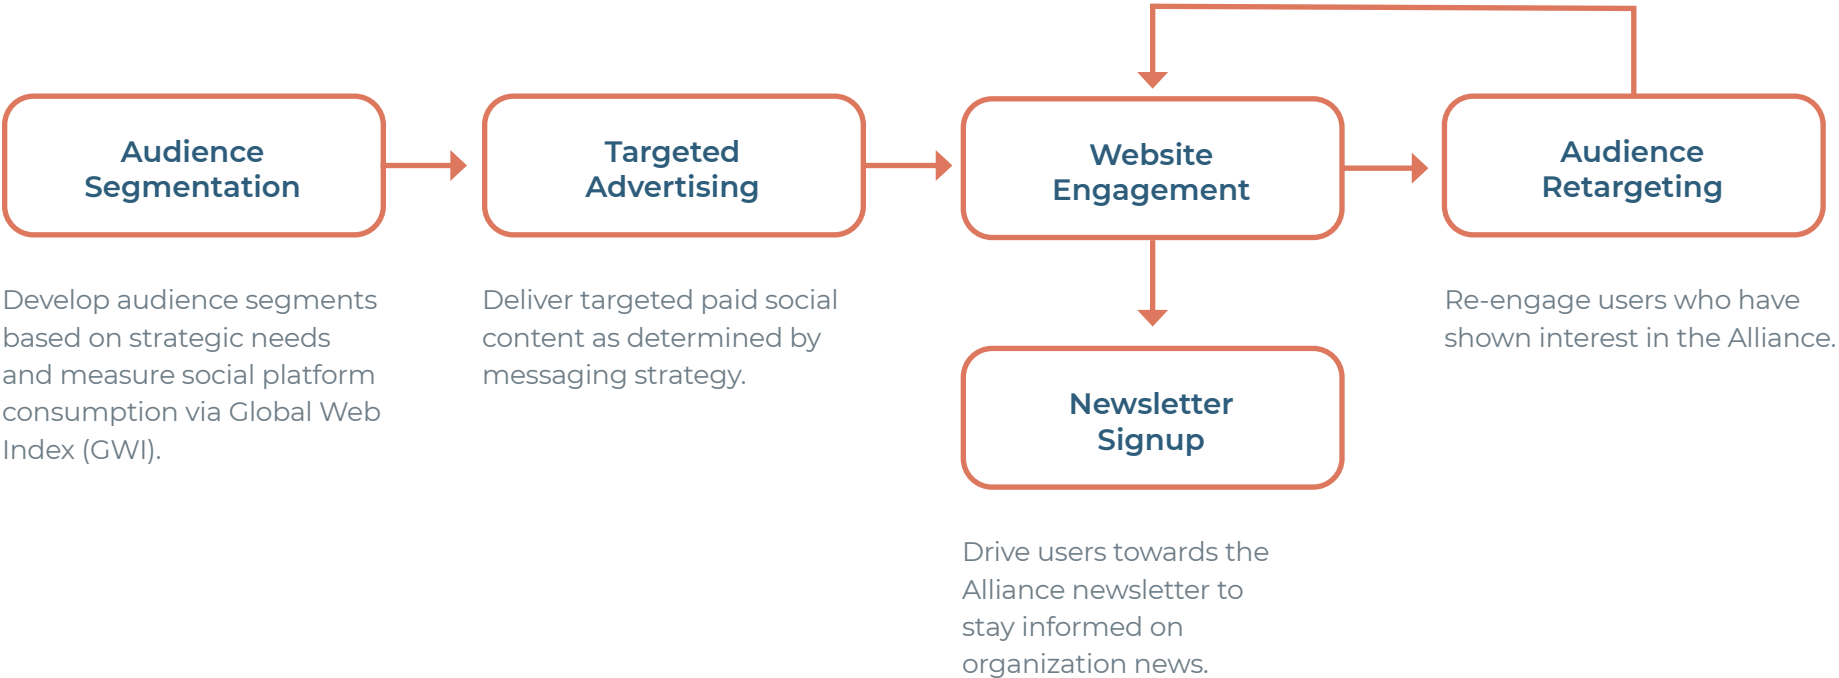 Audience
Segmentation
Develop audience segments
based on strategic needs
and measure social platform
consumption via Global Web
Index (GWI).
Targeted
Advertising
Deliver targeted paid social
content as determined by
messaging strategy.
Website
Engagement
Newsletter
Signup
Drive users towards the
Alliance newsletter to
stay informed on
organization news.
Audience
Retargeting
Re-engage users who have
shown interest in the Alliance.